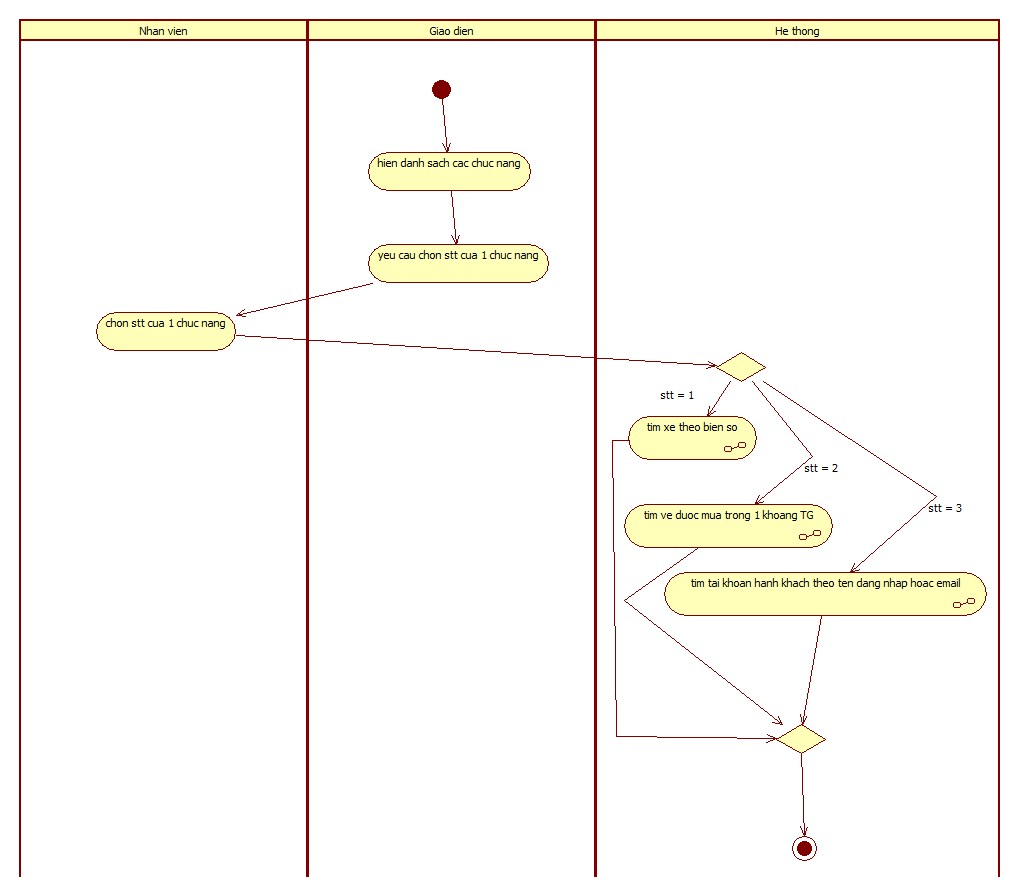 Nhan vien
Giao dien
He thong
hien danh sach cac chuc nang
yeu cau chon stt cua 1 chuc nang
chon stt cua 1 chuc nang
stt = 1
tim xe theo bien so
stt = 2
stt = 3
tim ve duoc mua trong 1 khoang TG
tim tai khoan hanh khach theo ten dang nhap hoac email